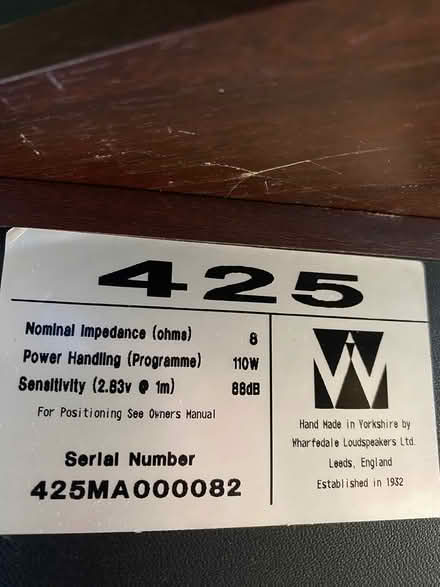 425
Nominal Impedance (ohms) 8
Power Handling (Programme) 110W
Sensitivity (2.83v @ 1m) 88dB
For Positioning See Owners Manual
Serial Number
425MA000082
W
Hand Made in Yorkshire by
Wharfedale Loudspeakers Ltd.
Leeds, England
Established in 1932